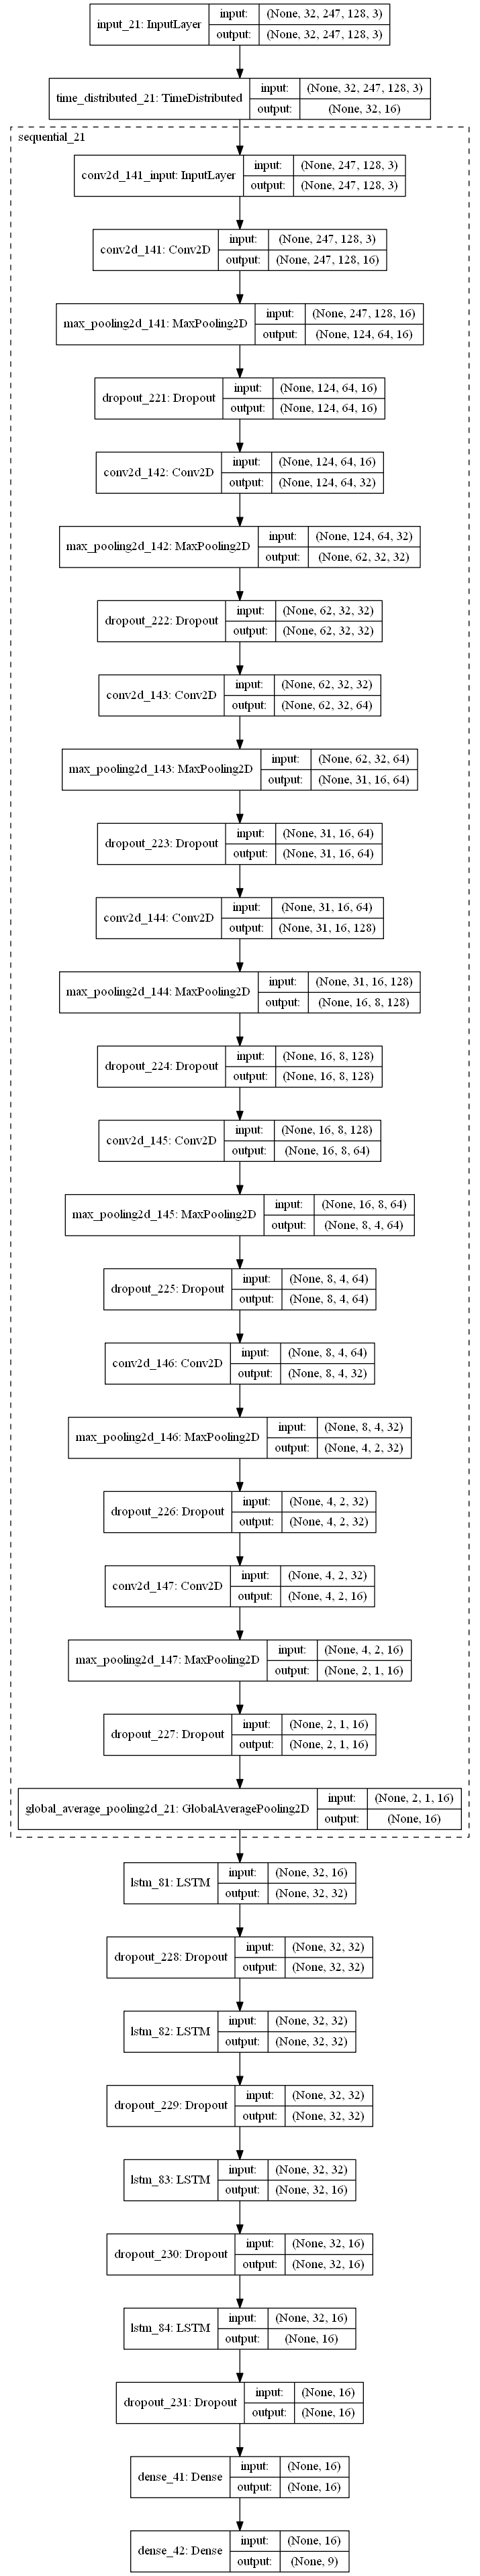 input_21: InputLayer input: (None, 32, 247, 128, 3)
output: (None, 32, 247, 128, 3)
time_distributed_21: TimeDistributed input: (None, 32, 247, 128, 3)
output: (None, 32, 16)
sequential_21
conv2d_141_input: InputLayer input: (None, 247, 128, 3)
output: (None, 247, 128, 3)
conv2d_141: Conv2D input: (None, 247, 128, 3)
output: (None, 247, 128, 16)
max_pooling2d_141: MaxPooling2D input: (None, 247, 128, 16)
output: (None, 124, 64, 16)
dropout_221: Dropout input: (None, 124, 64, 16)
output: (None, 124, 64, 16)
conv2d_142: Conv2D input: (None, 124, 64, 16)
output: (None, 124, 64, 32)
max_pooling2d_142: MaxPooling2D input: (None, 124, 64, 32)
output: (None, 62, 32, 32)
dropout_222: Dropout input: (None, 62, 32, 32)
output: (None, 62, 32, 32)
conv2d_143: Conv2D input: (None, 62, 32, 32)
output: (None, 62, 32, 64)
max_pooling2d_143: MaxPooling2D input: (None, 62, 32, 64)
output: (None, 31, 16, 64)
dropout_223: Dropout input: (None, 31, 16, 64)
output: (None, 31, 16, 64)
conv2d_144: Conv2D input: (None, 31, 16, 64)
output: (None, 31, 16, 128)
max_pooling2d_144: MaxPooling2D input: (None, 31, 16, 128)
output: (None, 16, 8, 128)
dropout_224: Dropout input: (None, 16, 8, 128)
output: (None, 16, 8, 128)
conv2d_145: Conv2D input: (None, 16, 8, 128)
output: (None, 16, 8, 64)
max_pooling2d_145: MaxPooling2D input: (None, 16, 8, 64)
output: (None, 8, 4, 64)
dropout_225: Dropout input: (None, 8, 4, 64)
output: (None, 8, 4, 64)
conv2d_146: Conv2D input: (None, 8, 4, 64)
output: (None, 8, 4, 32)
max_pooling2d_146: MaxPooling2D input: (None, 8, 4, 32)
output: (None, 4, 2, 32)
dropout_226: Dropout input: (None, 4, 2, 32)
output: (None, 4, 2, 32)
conv2d_147: Conv2D input: (None, 4, 2, 32)
output: (None, 4, 2, 16)
max_pooling2d_147: MaxPooling2D input: (None, 4, 2, 16)
output: (None, 2, 1, 16)
dropout_227: Dropout input: (None, 2, 1, 16)
output: (None, 2, 1, 16)
global_average_pooling2d_21: GlobalAveragePooling2D input: (None, 2, 1, 16)
output: (None, 16)
lstm_81: LSTM input: (None, 32, 16)
output: (None, 32, 32)
dropout_228: Dropout input: (None, 32, 32)
output: (None, 32, 32)
lstm_82: LSTM input: (None, 32, 32)
output: (None, 32, 32)
dropout_229: Dropout input: (None, 32, 32)
output: (None, 32, 32)
lstm_83: LSTM input: (None, 32, 32)
output: (None, 32, 16)
dropout_230: Dropout input: (None, 32, 16)
output: (None, 32, 16)
lstm_84: LSTM input: (None, 32, 16)
output: (None, 16)
dropout_231: Dropout input: (None, 16)
output: (None, 16)
dense_41: Dense input: (None, 16)
output: (None, 16)
dense_42: Dense input: (None, 16)
output: (None, 9)